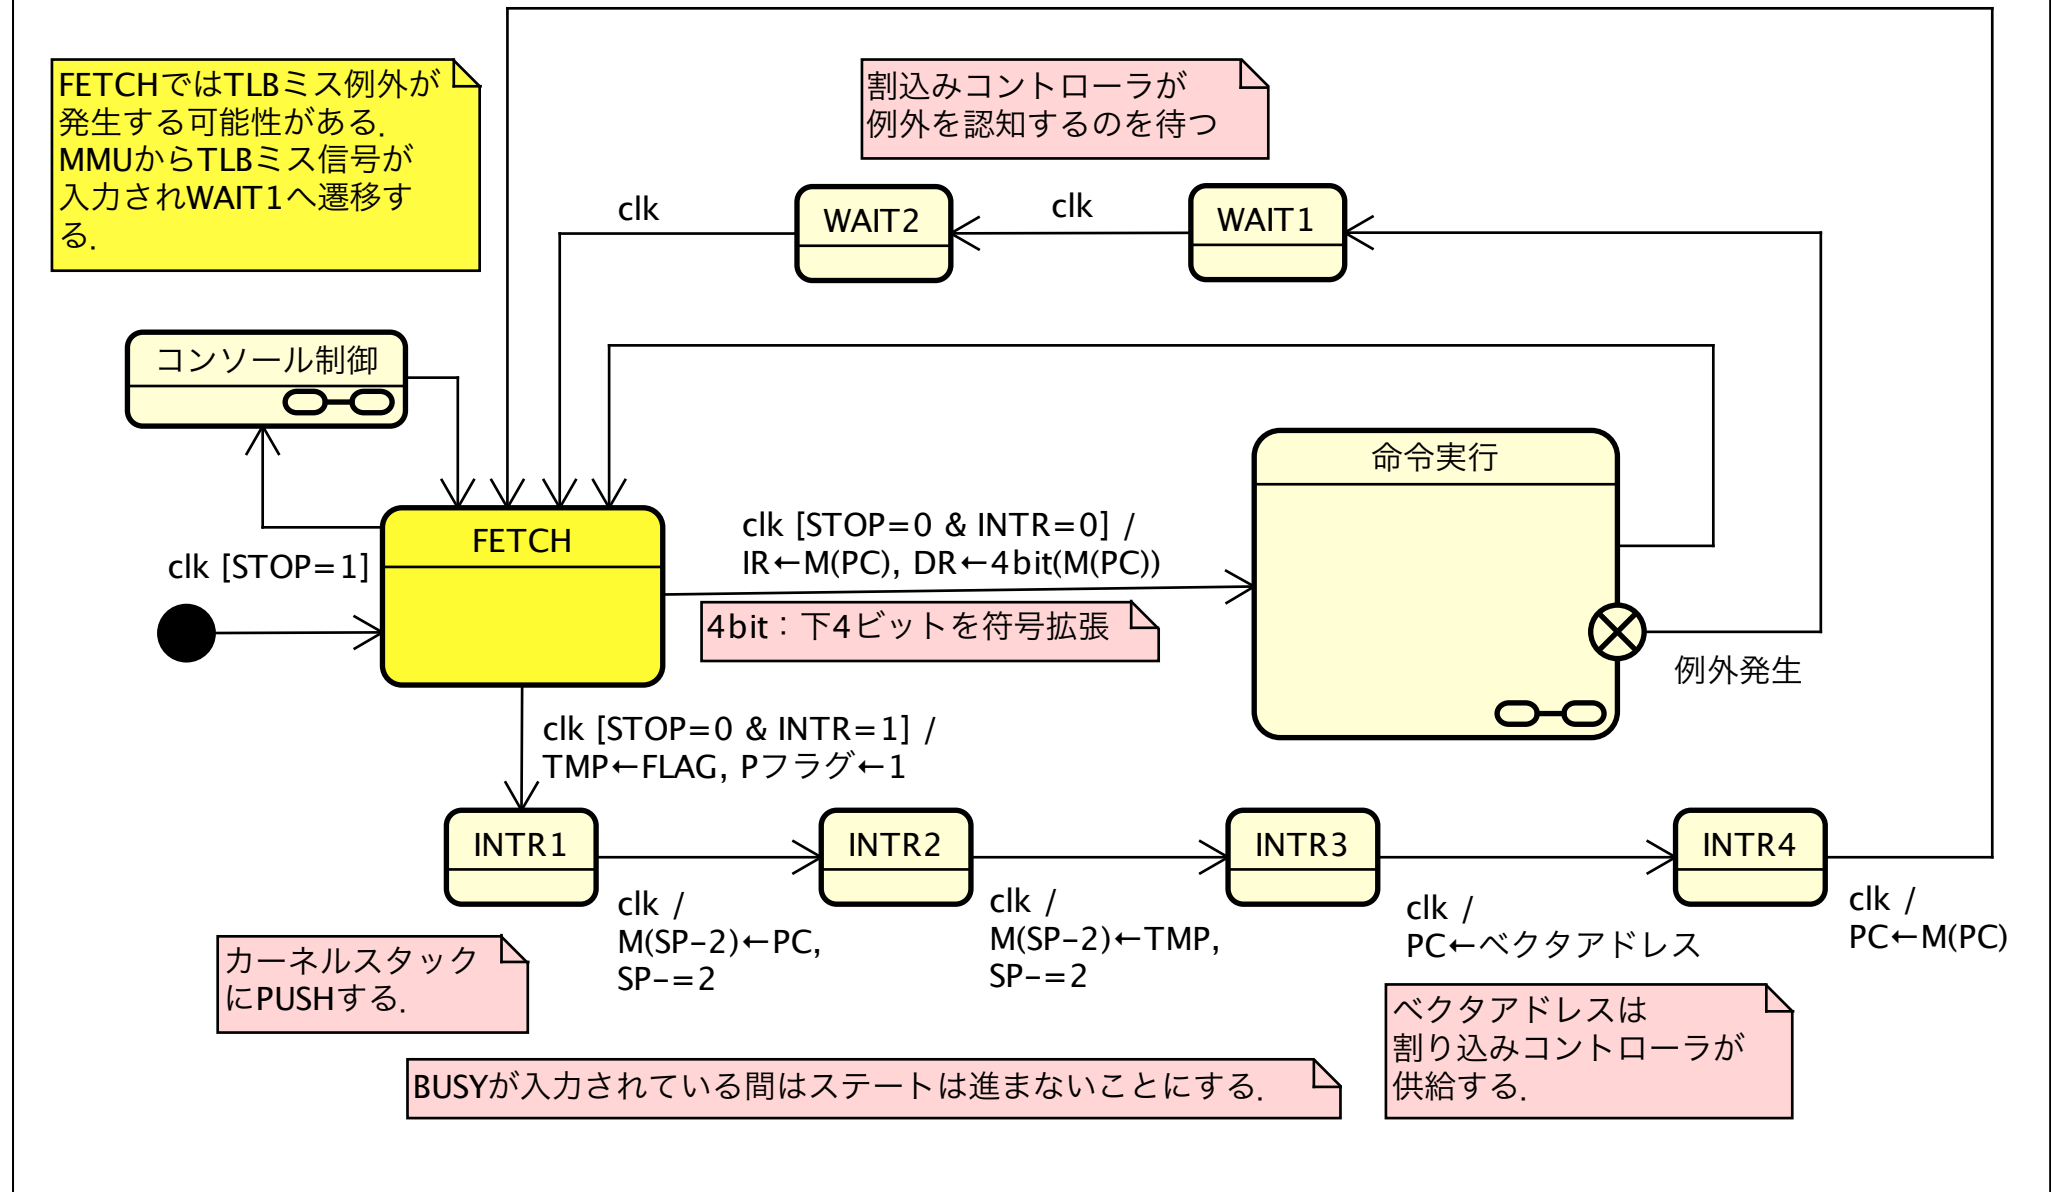 FETCHではTLBミス例外が
発生する可能性がある.
MMUからTLBミス信号が
入力されWAIT1へ遷移す
る.
割込みコントローラが
例外を認知するのを待つ
clk
WAIT2
clk
WAIT1
コンソール制御
命令実行
FETCH
clk [STOP=1]
clk [STOP=0 & INTR=0] /
IR←M(PC), DR←4bit(M(PC))
4bit：下4ビットを符号拡張
例外発生
clk [STOP=0 & INTR=1] /
TMP←FLAG, Pフラグ←1
INTR1
INTR2
INTR3
INTR4
clk /
M(SP-2)←PC,
SP-=2
clk /
M(SP-2)←TMP,
SP-=2
clk /
PC←ベクタアドレス
clk /
PC←M(PC)
カーネルスタック
にPUSHする.
ベクタアドレスは
割り込みコントローラが
供給する.
BUSYが入力されている間はステートは進まないことにする.